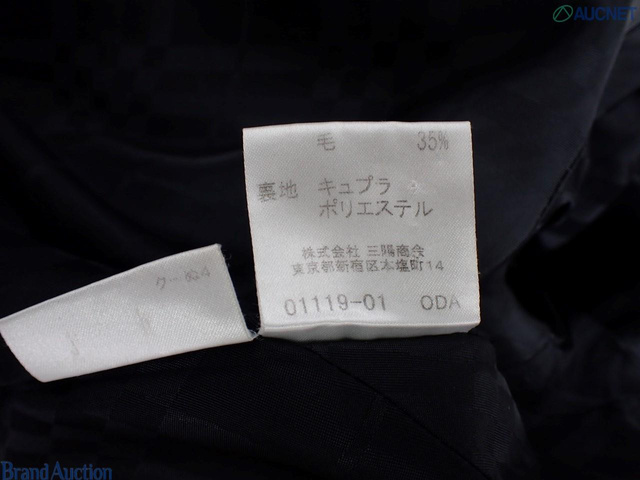 AUCNET
毛 35%
裏地 キュプラ
ポリエステル
株式会社 三陽商会
東京都新宿区本塩町14
01119-01 ODA
Brand Auction